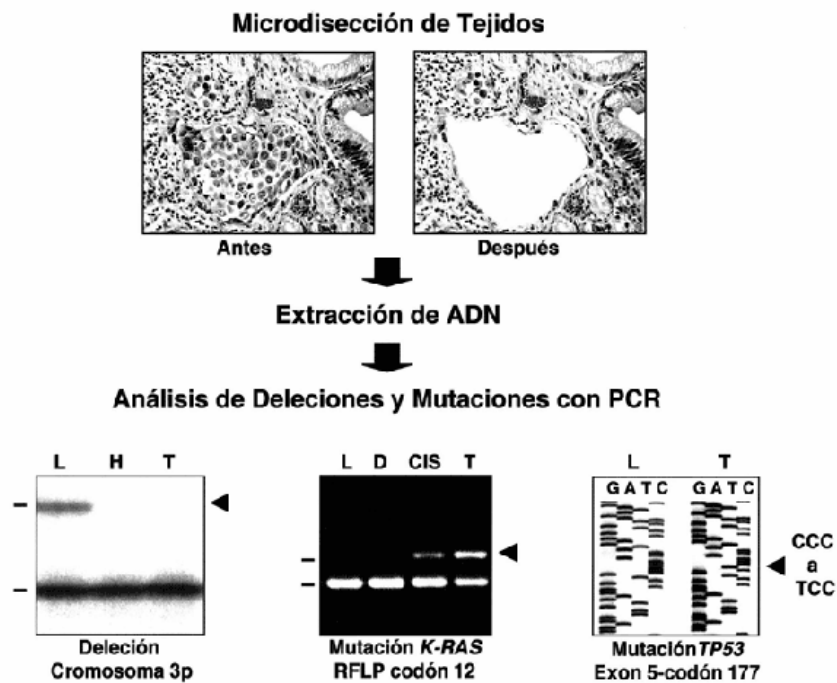 Microdisección de Tejidos
Antes
Después
Extracción de ADN
Análisis de Deleciones y Mutaciones con PCR
L H T
L D CIS T
L T
G A T C G A T C
CCC
a
TCC
Deleción
Cromosoma 3p
Mutación K-RAS
RFLP codón 12
Mutación TP53
Exon 5-codón 177